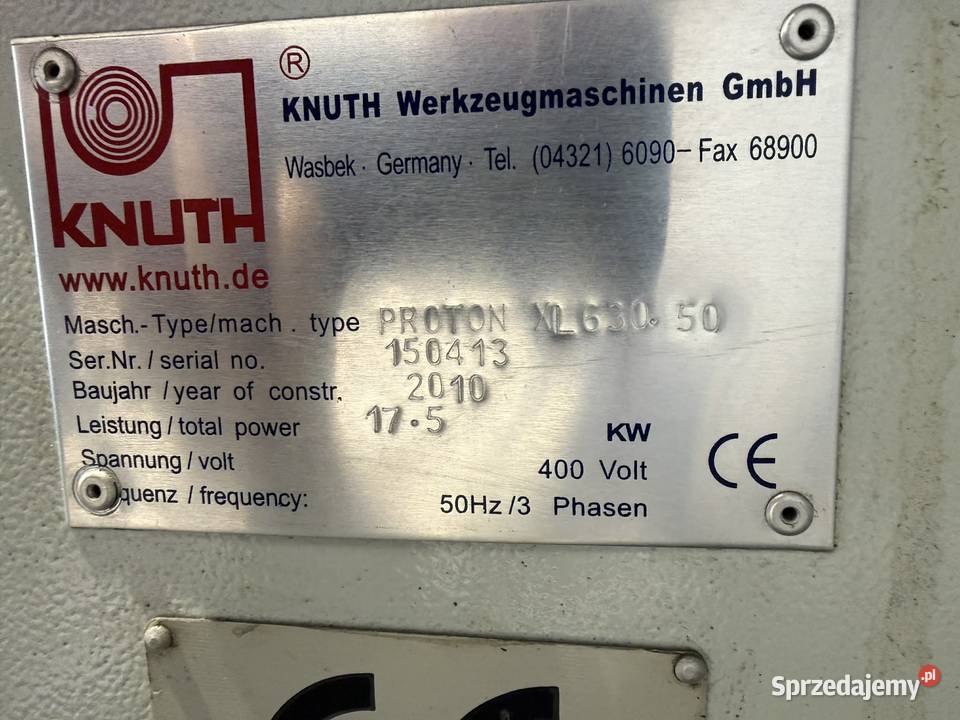 ®
KNUTH Werkzeugmaschinen GmbH
Wasbek · Germany · Tel. (04321) 6090-Fax 68900
KNUTH
www.knuth.de
Masch.-Type/mach. type PROTON XL630.50
Ser.Nr. / serial no. 150413
Baujahr / year of constr. 2010
Leistung / total power 17.5 KW
Spannung / volt 400 Volt
quenz / frequency: 50Hz /3 Phasen
CE
Sprzedajemy.pl